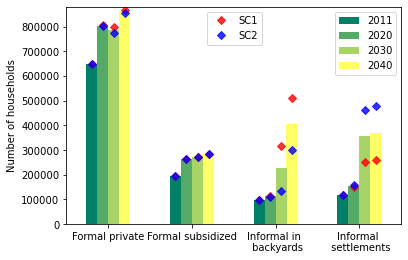 800000
700000
600000
500000
400000
300000
200000
100000
0
Number of households
SC1
SC2
2011
2020
2030
2040
Formal private
Formal subsidized
Informal in
backyards
Informal
settlements